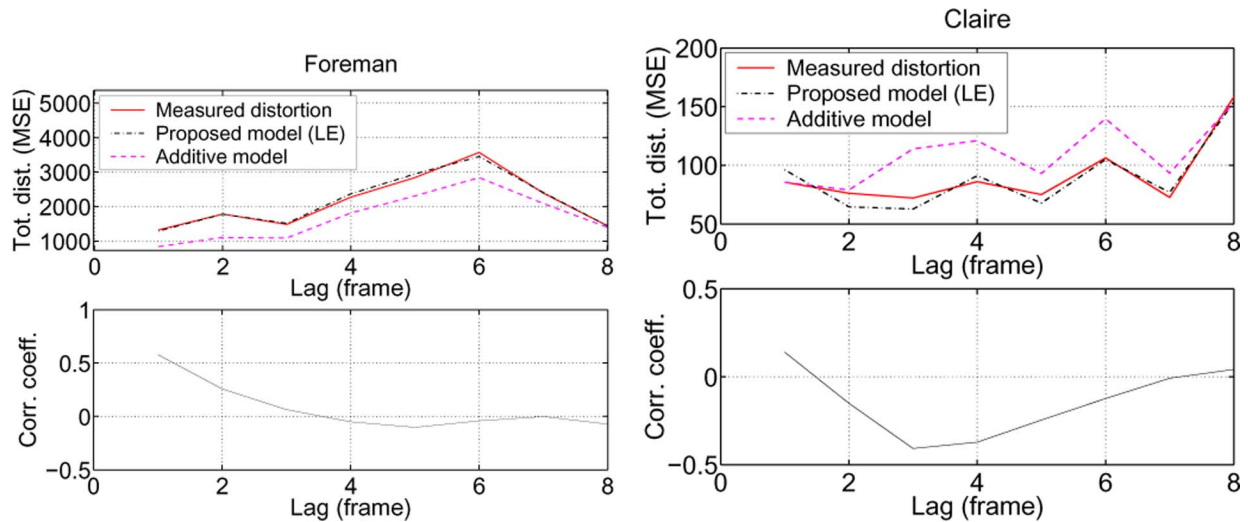 Foreman
Tot. dist. (MSE)
5000
4000
3000
2000
1000
Measured distortion
Proposed model (LE)
Additive model
0 2 4 6 8
Lag (frame)
Corr. coeff.
1
0.5
0
−0.5
0 2 4 6 8
Lag (frame)
Claire
Tot. dist. (MSE)
200
150
100
50
Measured distortion
Proposed model (LE)
Additive model
0 2 4 6 8
Lag (frame)
Corr. coeff.
0.5
0
−0.5
0 2 4 6 8
Lag (frame)